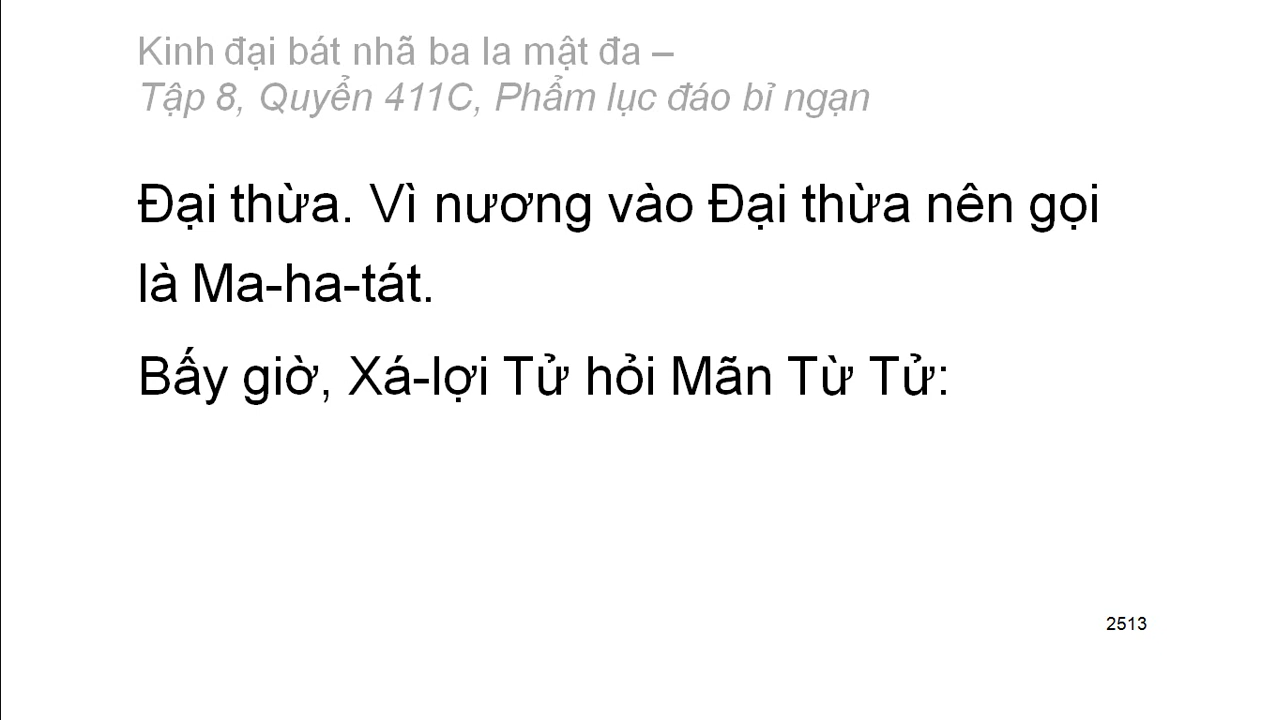 Kinh đại bát nhã ba la mật đa –
Tập 8, Quyển 411C, Phẩm lục đáo bỉ ngạn
Đại thừa. Vì nương vào Đại thừa nên gọi
là Ma-ha-tát.
Bấy giờ, Xá-lợi Tử hỏi Mãn Từ Tử:
2513